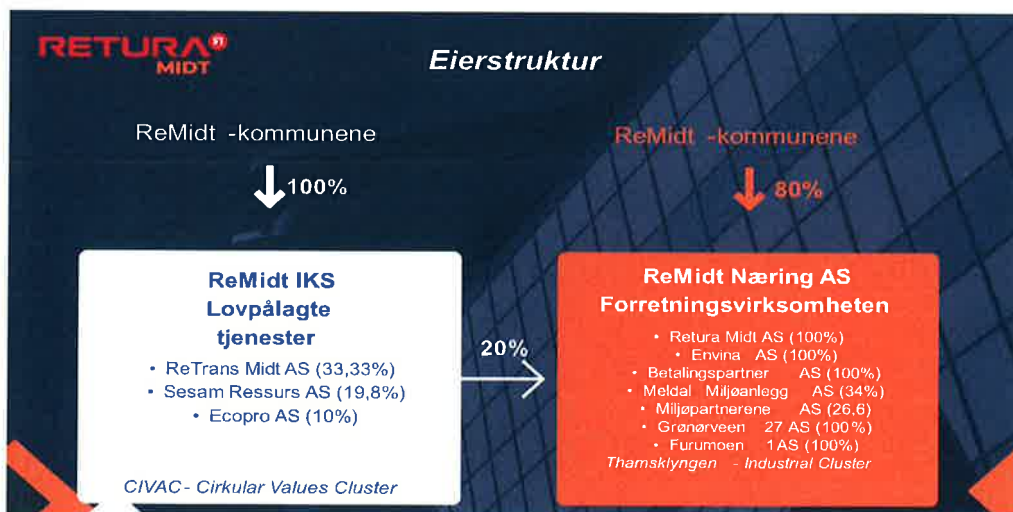 RETURA
MIDT
Eierstruktur
ReMidt -kommunene
100%
ReMidt -kommunene
80%
ReMidt IKS
Lovpålagte
tjenester
• ReTrans Midt AS (33,33%)
• Sesam Ressurs AS (19,8%)
• Ecopro AS (10%)
CIVAC- Cirkular Values Cluster
20%
ReMidt Næring AS
Forretningsvirksomheten
• Retura Midt AS (100%)
• Envina AS (100%)
• Betalingspartner AS (100%)
• Meldal Miljøanlegg AS (34%)
• Miljøpartnerene AS (26,6)
• Grønørveen 27 AS (100%)
• Furumoen 1AS (100%)
Thamsklyngen - Industrial Cluster